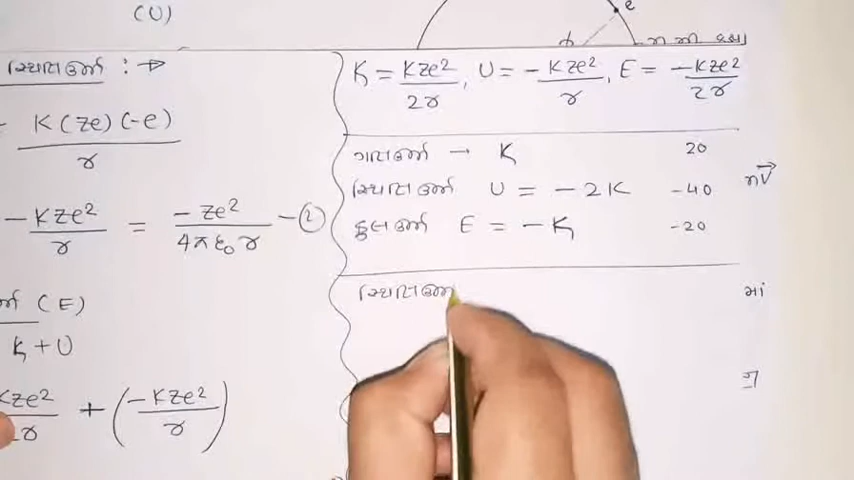 (U)
e
સ્થિતિઊર્જા :→
K(ze)(-e) / r
-Kze² / r = -ze² / 4πε₀r - ②
(E)
K + U
Kze² / 2r + (-Kze² / r)
K = Kze² / 2r, U = -Kze² / r, E = -Kze² / 2r
ગતિઊર્જા → K 20
સ્થિતિઊર્જા U = -2K -40
કુલઊર્જા E = -K -20
સ્થિતિઊર્જા